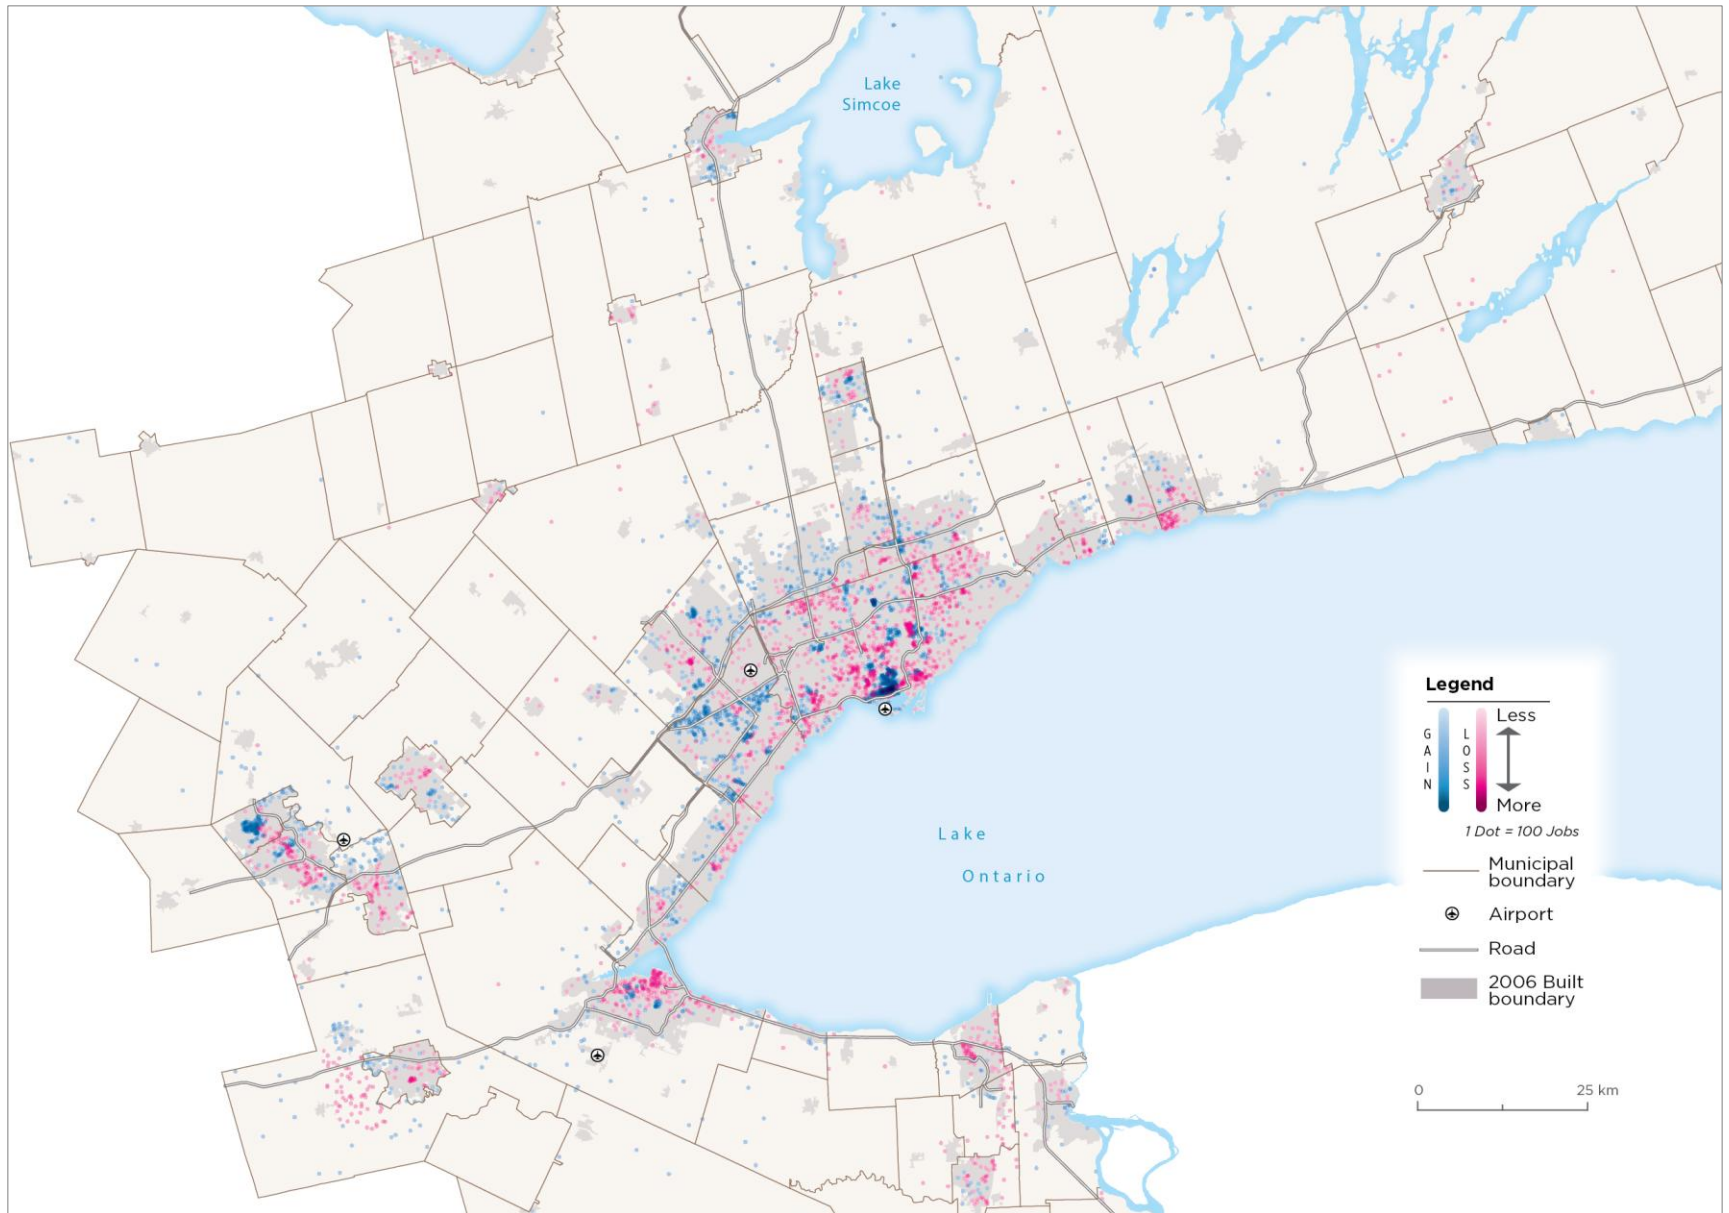 Lake
Simcoe
Lake
Ontario
Legend
GAIN
LOSS
Less
More
1 Dot = 100 Jobs
Municipal
boundary
Airport
Road
2006 Built
boundary
0
25 km